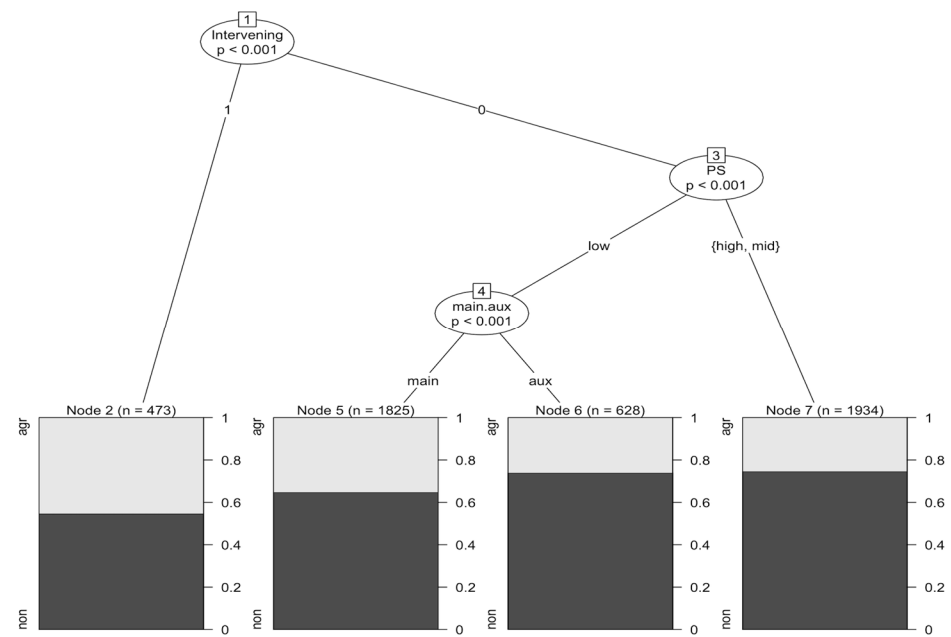 1
Intervening
p < 0.001
1
0
3
PS
p < 0.001
low
{high, mid}
4
main.aux
p < 0.001
main
aux
Node 2 (n = 473)
agr
non
1
0.8
0.6
0.4
0.2
0
Node 5 (n = 1825)
agr
non
1
0.8
0.6
0.4
0.2
0
Node 6 (n = 628)
agr
non
1
0.8
0.6
0.4
0.2
0
Node 7 (n = 1934)
agr
non
1
0.8
0.6
0.4
0.2
0